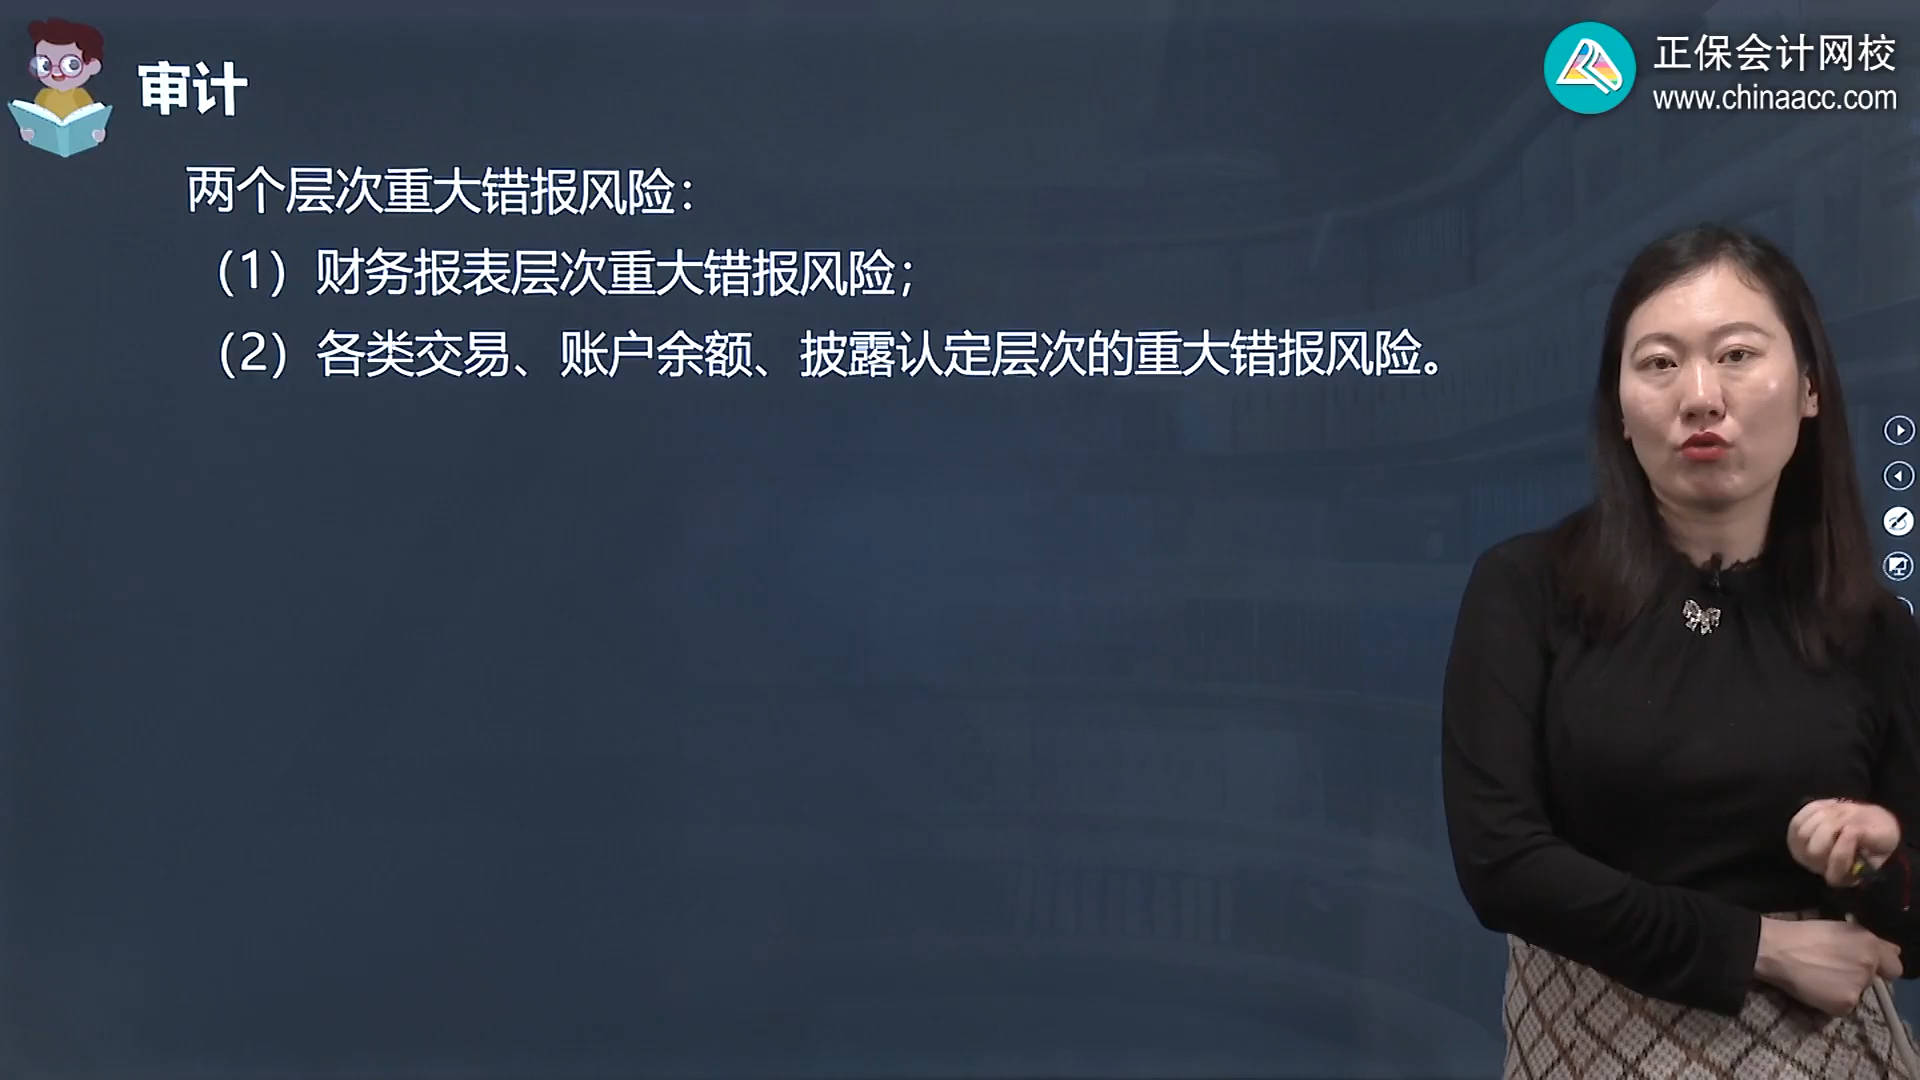 审计
正保会计网校
www.chinaacc.com
两个层次重大错报风险：
（1）财务报表层次重大错报风险；
（2）各类交易、账户余额、披露认定层次的重大错报风险。